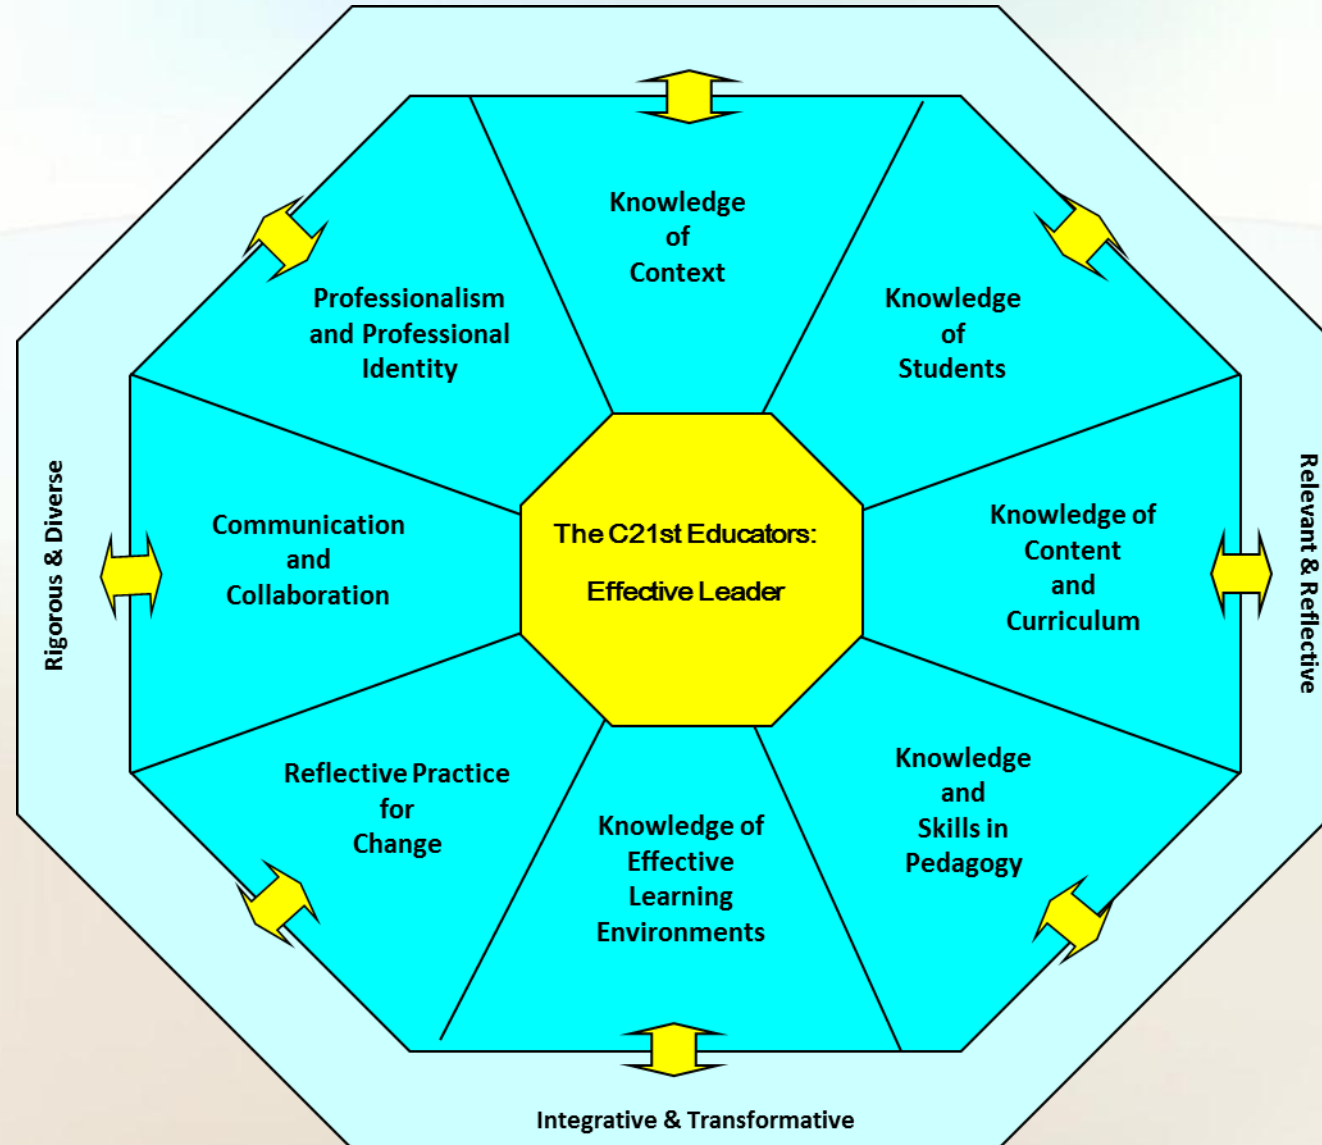 Knowledge
of
Context
Knowledge
of
Students
Professionalism
and Professional
Identity
Rigorous & Diverse
Communication
and
Collaboration
The C21st Educators:
Effective Leader
Knowledge of
Content
and
Curriculum
Relevant & Reflective
Reflective Practice
for
Change
Knowledge of
Effective
Learning
Environments
Knowledge
and
Skills in
Pedagogy
Integrative & Transformative